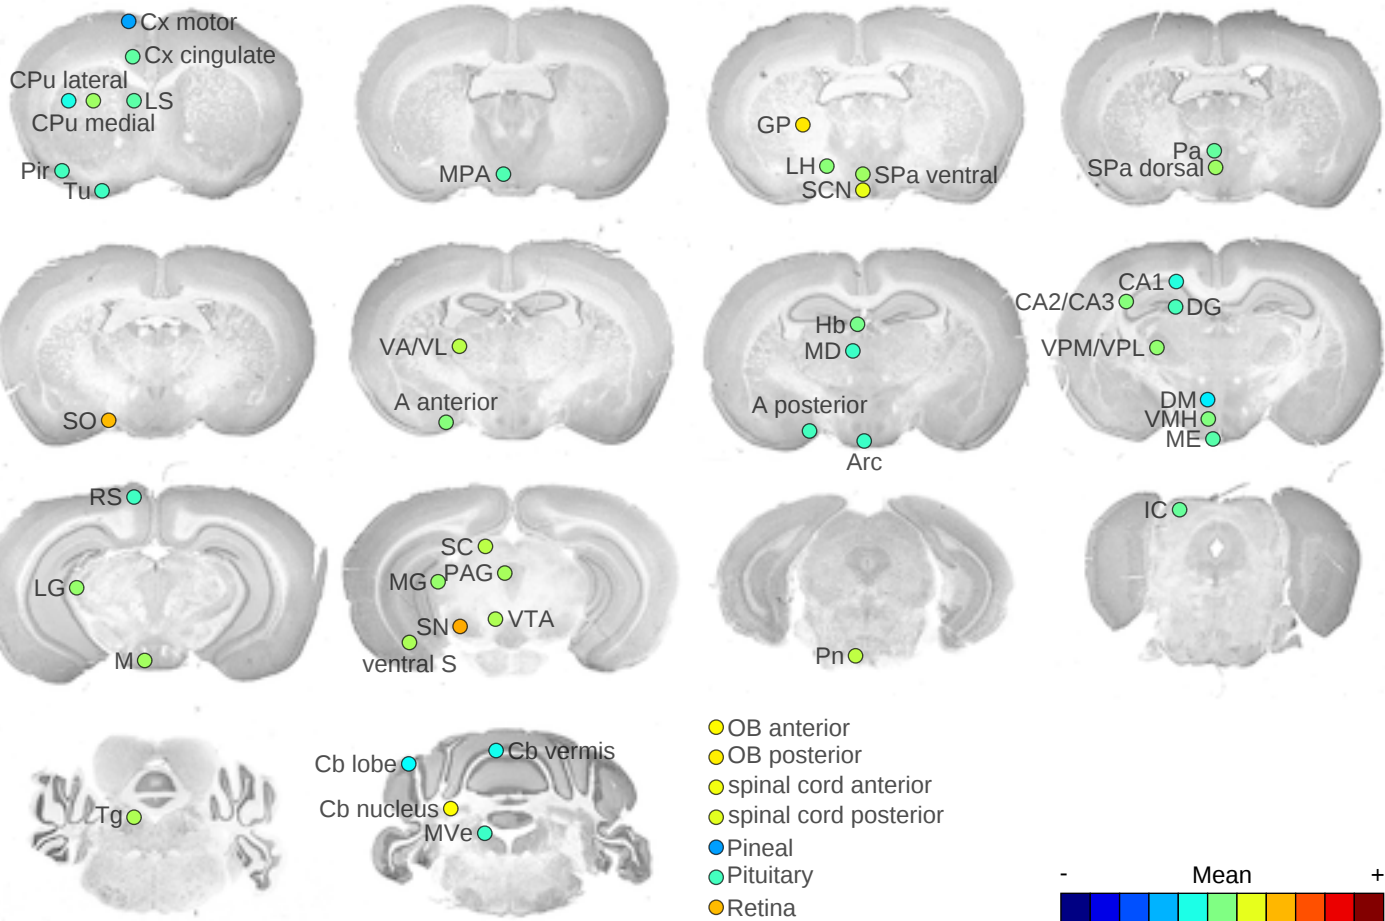 Cx motor
Cx cingulate
CPu lateral
LS
CPu medial
Pir
Tu
MPA
GP
LH
SPa ventral
SCN
Pa
SPa dorsal
SO
VA/VL
A anterior
Hb
MD
A posterior
Arc
CA1
CA2/CA3
DG
VPM/VPL
DM
VMH
ME
RS
LG
M
SC
MG
PAG
SN
VTA
ventral S
Pn
IC
Tg
Cb lobe
Cb vermis
Cb nucleus
MVe
OB anterior
OB posterior
spinal cord anterior
spinal cord posterior
Pineal
Pituitary
Retina
- Mean +